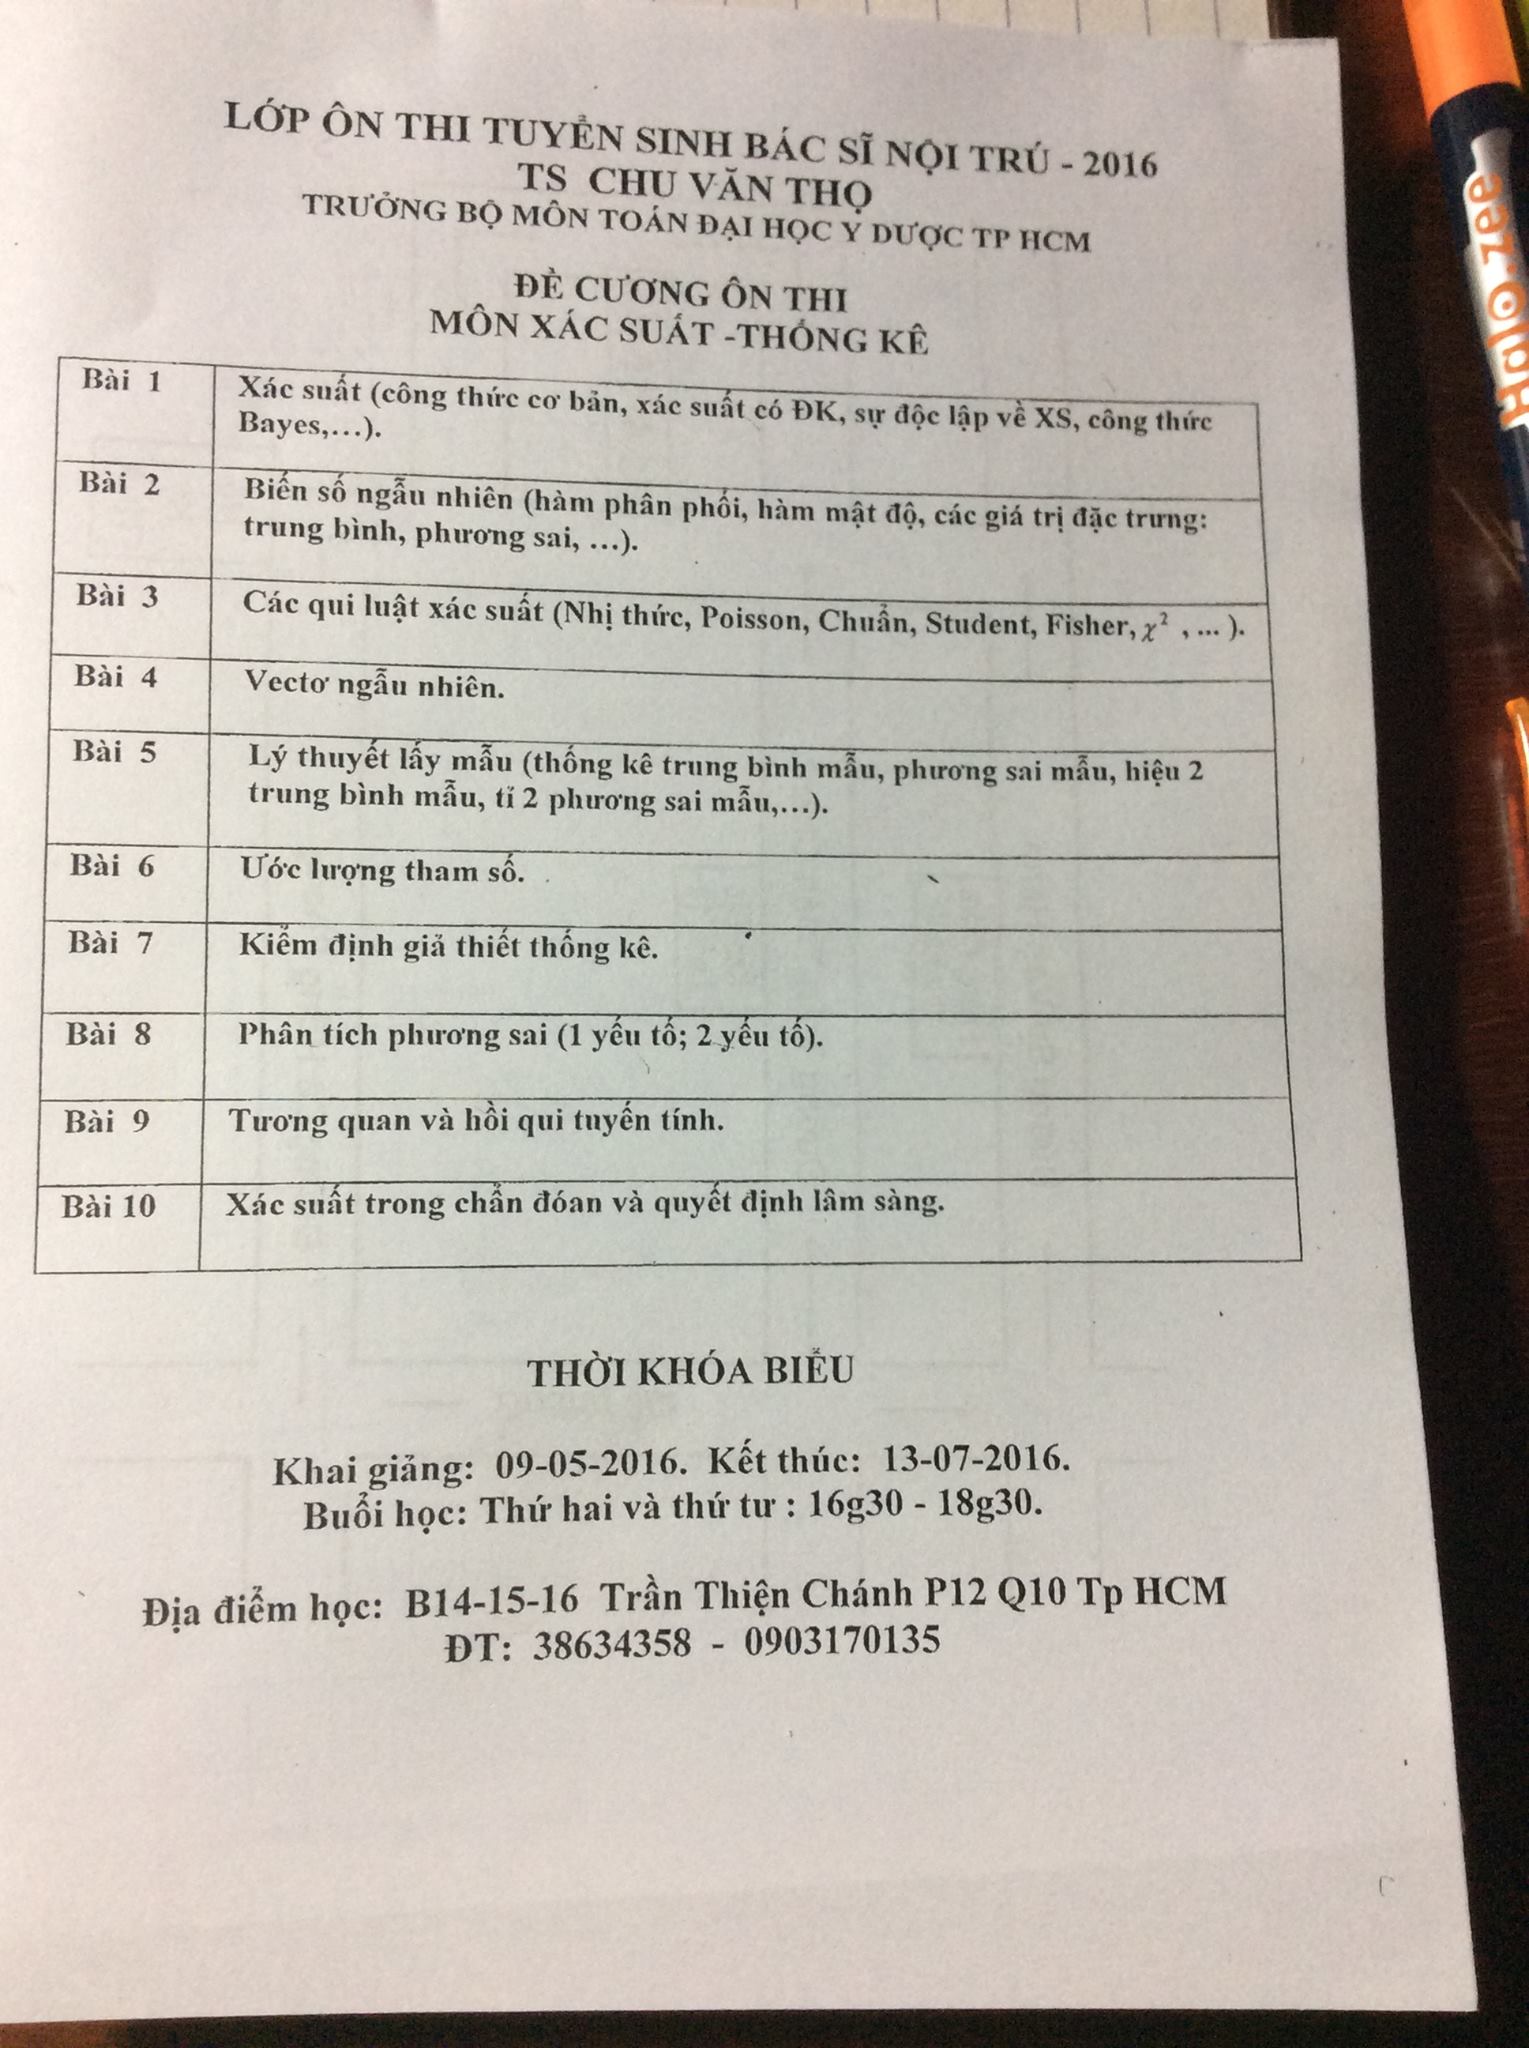 LỚP ÔN THI TUYỂN SINH BÁC SĨ NỘI TRÚ - 2016
TS CHU VĂN THỌ
TRƯỞNG BỘ MÔN TOÁN ĐẠI HỌC Y DƯỢC TP HCM
ĐỀ CƯƠNG ÔN THI
MÔN XÁC SUẤT -THỐNG KÊ
Bài 1 Xác suất (công thức cơ bản, xác suất có ĐK, sự độc lập về XS, công thức
Bayes,...).
Bài 2 Biến số ngẫu nhiên (hàm phân phối, hàm mật độ, các giá trị đặc trưng:
trung bình, phương sai, ...).
Bài 3 Các qui luật xác suất (Nhị thức, Poisson, Chuẩn, Student, Fisher, χ² , ... ).
Bài 4 Vectơ ngẫu nhiên.
Bài 5 Lý thuyết lấy mẫu (thống kê trung bình mẫu, phương sai mẫu, hiệu 2
trung bình mẫu, tỉ 2 phương sai mẫu,...).
Bài 6 Ước lượng tham số.
Bài 7 Kiểm định giả thiết thống kê.
Bài 8 Phân tích phương sai (1 yếu tố; 2 yếu tố).
Bài 9 Tương quan và hồi qui tuyến tính.
Bài 10 Xác suất trong chẩn đóan và quyết định lâm sàng.
THỜI KHÓA BIỂU
Khai giảng: 09-05-2016. Kết thúc: 13-07-2016.
Buổi học: Thứ hai và thứ tư : 16g30 - 18g30.
Địa điểm học: B14-15-16 Trần Thiện Chánh P12 Q10 Tp HCM
ĐT: 38634358 - 0903170135